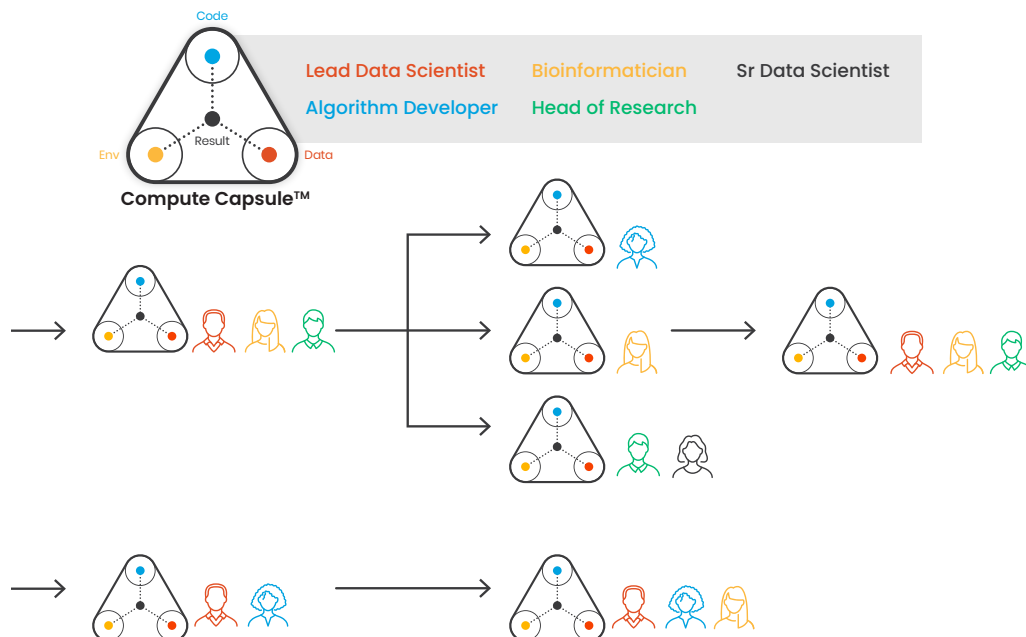 Code
Lead Data Scientist
Bioinformatician
Sr Data Scientist
Algorithm Developer
Head of Research
Result
Env
Data
Compute Capsule™